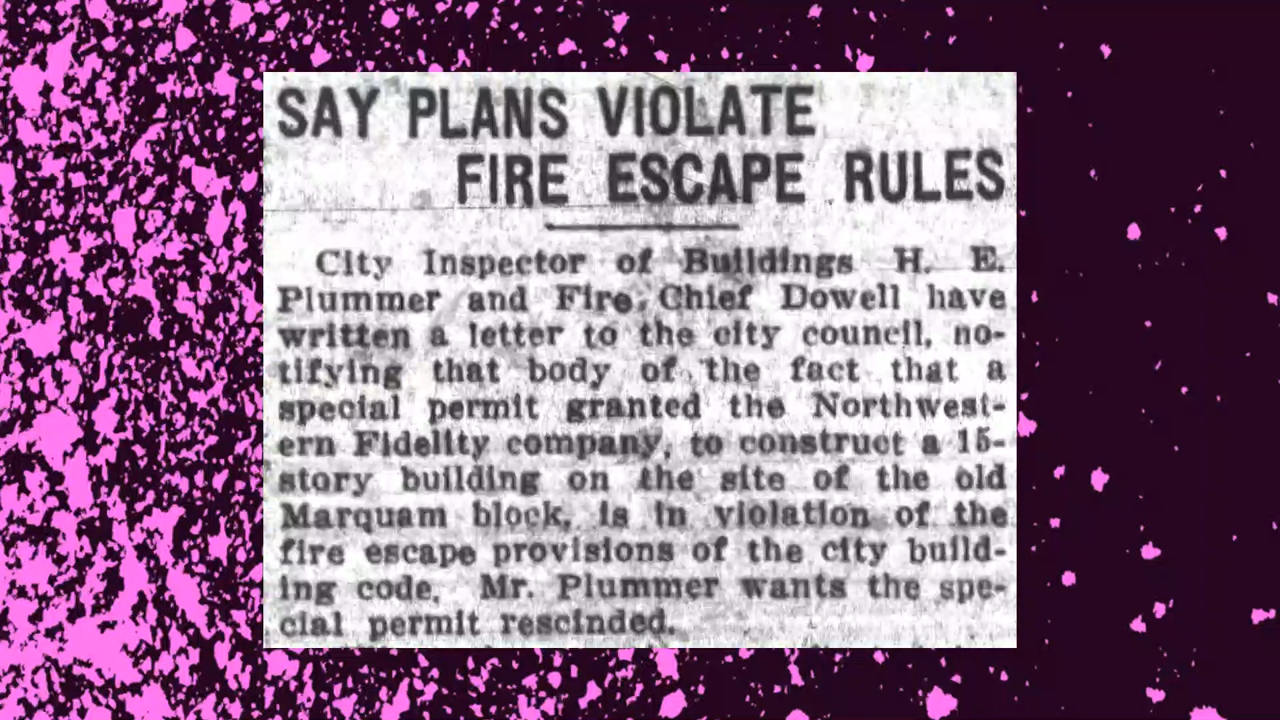 SAY PLANS VIOLATE
FIRE ESCAPE RULES
City Inspector of Buildings H. E.
Plummer and Fire Chief Dowell have
written a letter to the city council, no-
tifying that body of the fact that a
special permit granted the Northwest-
ern Fidelity company, to construct a 15-
story building on the site of the old
Marquam block, is in violation of the
fire escape provisions of the city build-
ing code. Mr. Plummer wants the spe-
cial permit rescinded.